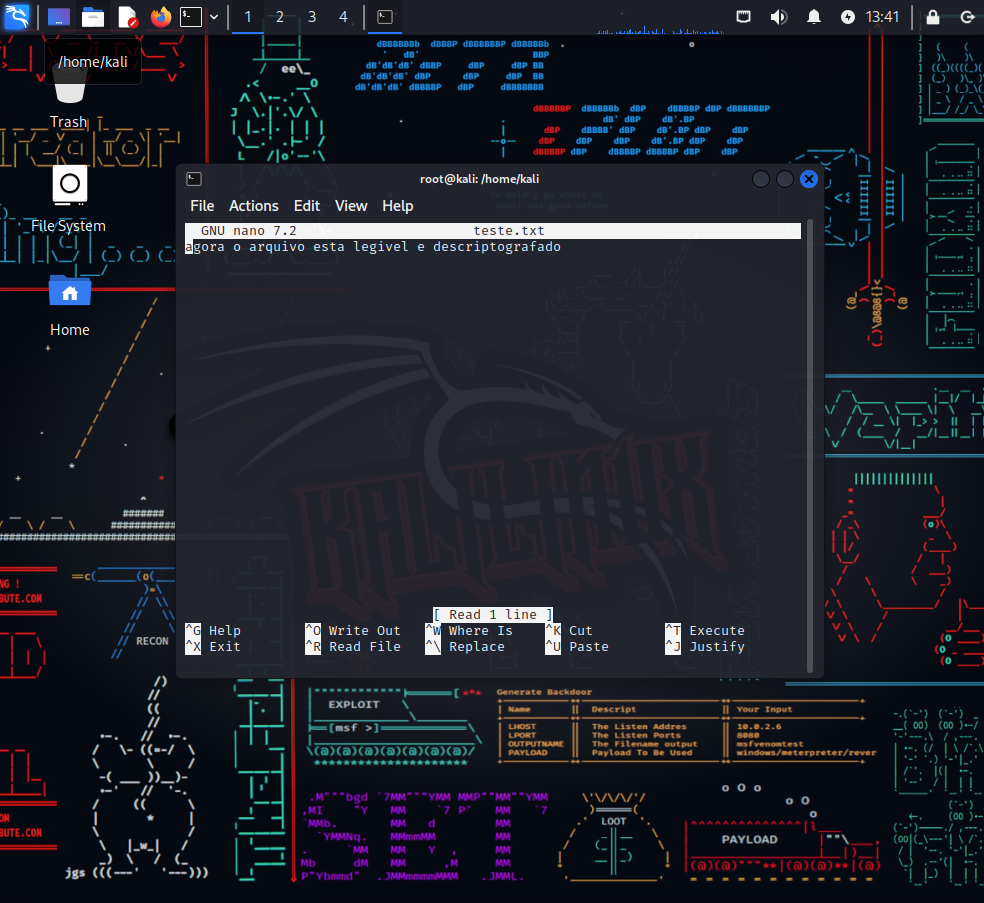 1 2 3 4 13:41
/home/kali
Trash
File System
Home
root@kali: /home/kali
File Actions Edit View Help
GNU nano 7.2 teste.txt
agora o arquivo esta legivel e descriptografado
[ Read 1 line ]
^G Help ^O Write Out ^W Where Is ^K Cut ^T Execute
^X Exit ^R Read File ^\ Replace ^U Paste ^J Justify
KALI LINUX
RECON
EXPLOIT
[msf >]
Generate Backdoor
Name Descript Your Input
LHOST The Listen Addres 10.0.2.6
LPORT The Listen Ports 8080
OUTPUTNAME The Filename output msfvenomtest
PAYLOAD Payload To Be Used windows/meterpreter/rever
LOOT
PAYLOAD
SET
jgs